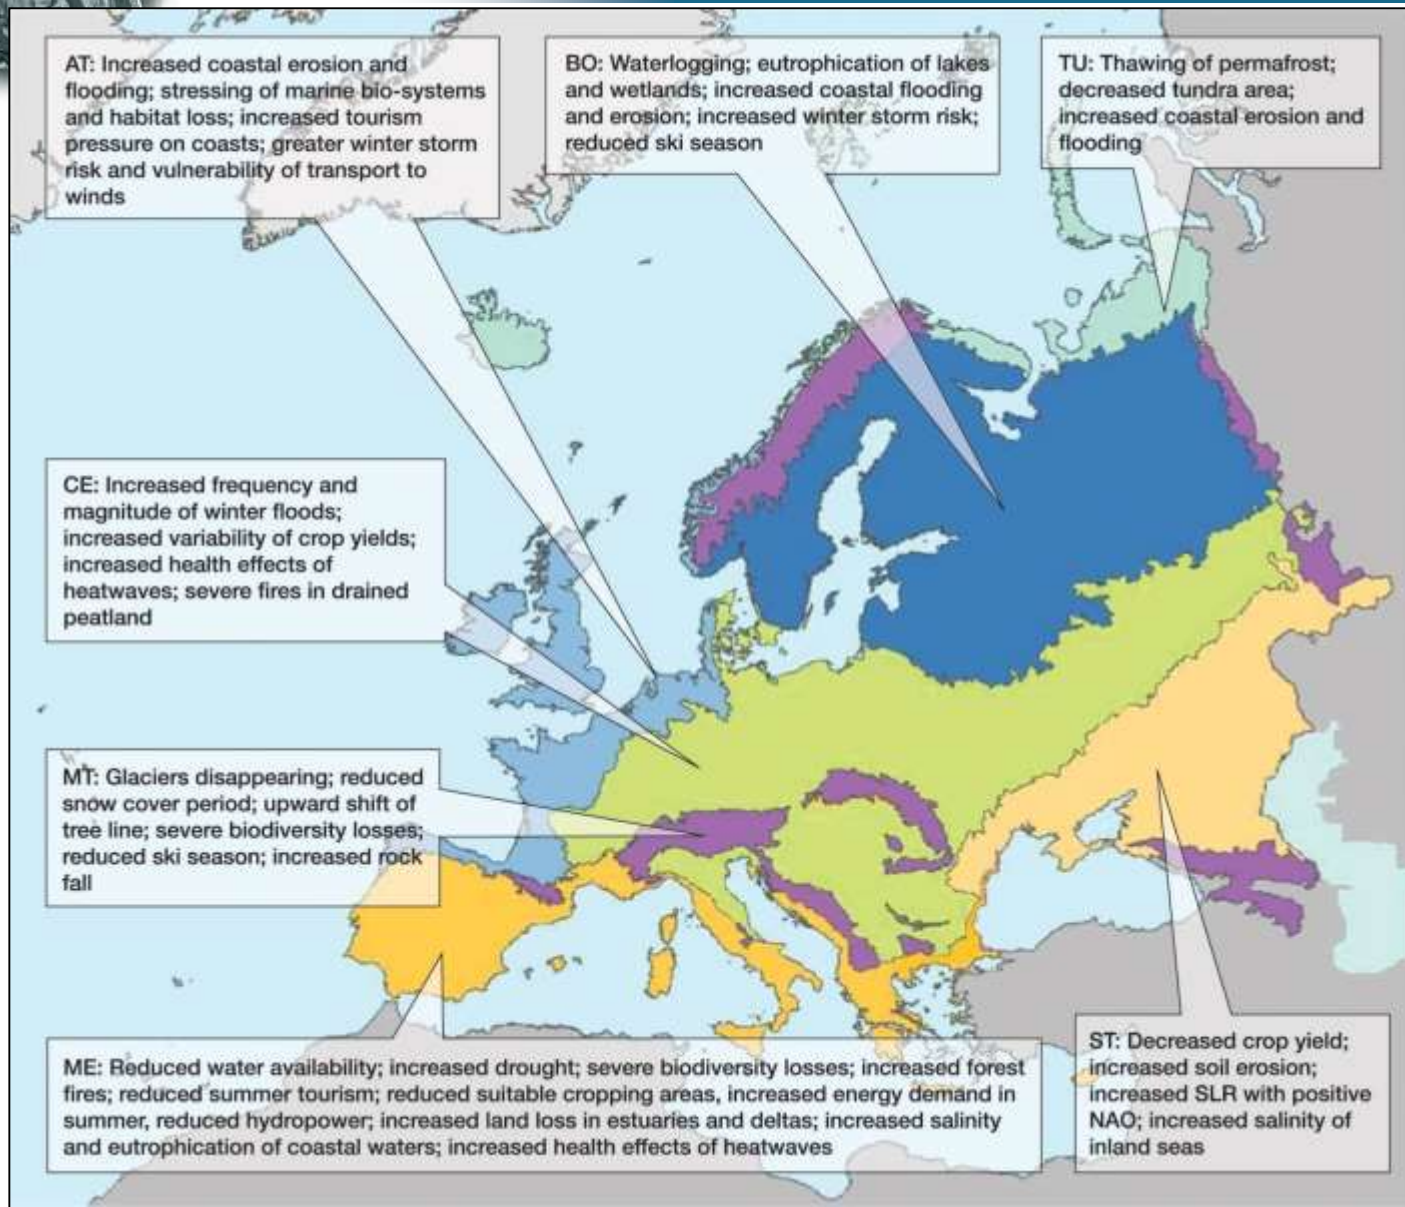 AT: Increased coastal erosion and
flooding; stressing of marine bio-systems
and habitat loss; increased tourism
pressure on coasts; greater winter storm
risk and vulnerability of transport to
winds
BO: Waterlogging; eutrophication of lakes
and wetlands; increased coastal flooding
and erosion; increased winter storm risk;
reduced ski season
TU: Thawing of permafrost;
decreased tundra area;
increased coastal erosion and
flooding
CE: Increased frequency and
magnitude of winter floods;
increased variability of crop yields;
increased health effects of
heatwaves; severe fires in drained
peatland
MT: Glaciers disappearing; reduced
snow cover period; upward shift of
tree line; severe biodiversity losses;
reduced ski season; increased rock
fall
ME: Reduced water availability; increased drought; severe biodiversity losses; increased forest
fires; reduced summer tourism; reduced suitable cropping areas, increased energy demand in
summer, reduced hydropower; increased land loss in estuaries and deltas; increased salinity
and eutrophication of coastal waters; increased health effects of heatwaves
ST: Decreased crop yield;
increased soil erosion;
increased SLR with positive
NAO; increased salinity of
inland seas